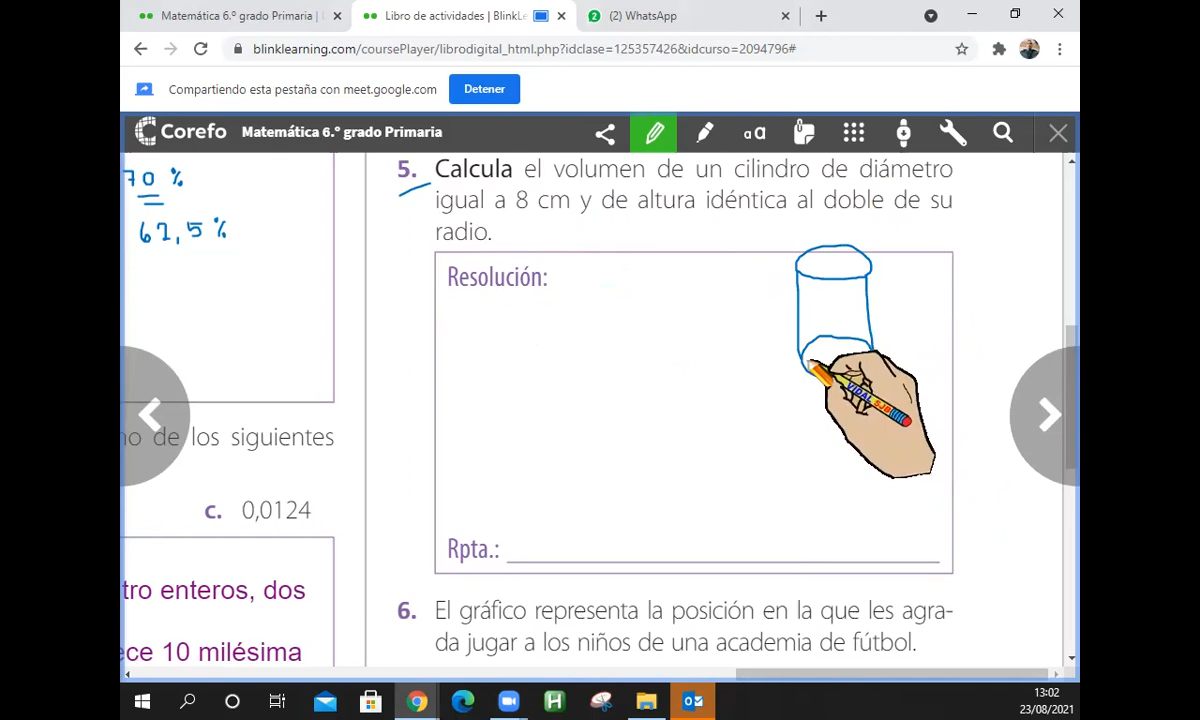 Matemática 6.º grado Primaria |
Libro de actividades | BlinkLe
(2) WhatsApp
blinklearning.com/coursePlayer/librodigital_html.php?idclase=125357426&idcurso=2094796#
Compartiendo esta pestaña con meet.google.com
Detener
Corefo
Matemática 6.º grado Primaria
a a
70 %
62,5 %
no de los siguientes
c. 0,0124
tro enteros, dos
ece 10 milésima
5. Calcula el volumen de un cilindro de diámetro
igual a 8 cm y de altura idéntica al doble de su
radio.
Resolución:
VIDAL SJB
Rpta.:
6. El gráfico representa la posición en la que les agra-
da jugar a los niños de una academia de fútbol.
13:02
23/08/2021